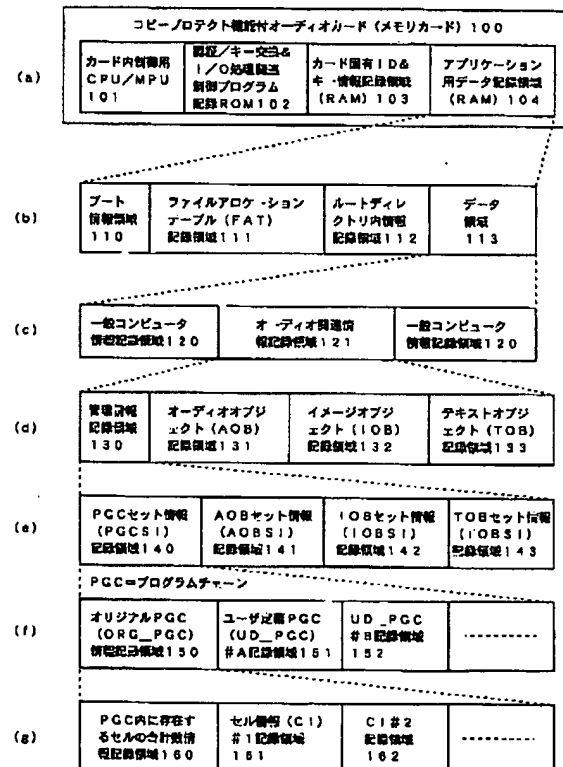 コピープロテクト機能付オーディオカード（メモリカード）１００
(a)
カード内制御用
ＣＰＵ／ＭＰＵ
１０１
認証／キー交換＆
Ｉ／Ｏ処理関連
制御プログラム
記録ＲＯＭ１０２
カード固有ＩＤ＆
キー情報記録領域
（ＲＡＭ）１０３
アプリケーション
用データ記録領域
（ＲＡＭ）１０４
(b)
ブート
情報領域
１１０
ファイルアロケーション
テーブル（ＦＡＴ）
記録領域１１１
ルートディレ
クトリ内情報
記録領域１１２
データ
領域
１１３
(c)
一般コンピュータ
情報記録領域１２０
オーディオ関連情
報記録領域１２１
一般コンピュータ
情報記録領域１２０
(d)
管理情報
記録領域
１３０
オーディオオブジ
ェクト（ＡＯＢ）
記録領域１３１
イメージオブジ
ェクト（ＩＯＢ）
記録領域１３２
テキストオブジ
ェクト（ＴＯＢ）
記録領域１３３
(e)
ＰＧＣセット情報
（ＰＧＣＳＩ）
記録領域１４０
ＡＯＢセット情報
（ＡＯＢＳＩ）
記録領域１４１
ＩＯＢセット情報
（ＩＯＢＳＩ）
記録領域１４２
ＴＯＢセット情報
（ＴＯＢＳＩ）
記録領域１４３
ＰＧＣ＝プログラムチェーン
(f)
オリジナルＰＧＣ
（ＯＲＧ＿ＰＧＣ）
情報記録領域１５０
ユーザ定義ＰＧＣ
（ＵＤ＿ＰＧＣ）
＃Ａ記録領域１５１
ＵＤ＿ＰＧＣ
＃Ｂ記録領域
１５２
(g)
ＰＧＣ内に存在す
るセルの合計数情
報記録領域１６０
セル情報（ＣＩ）
＃１記録領域
１６１
ＣＩ＃２
記録領域
１６２